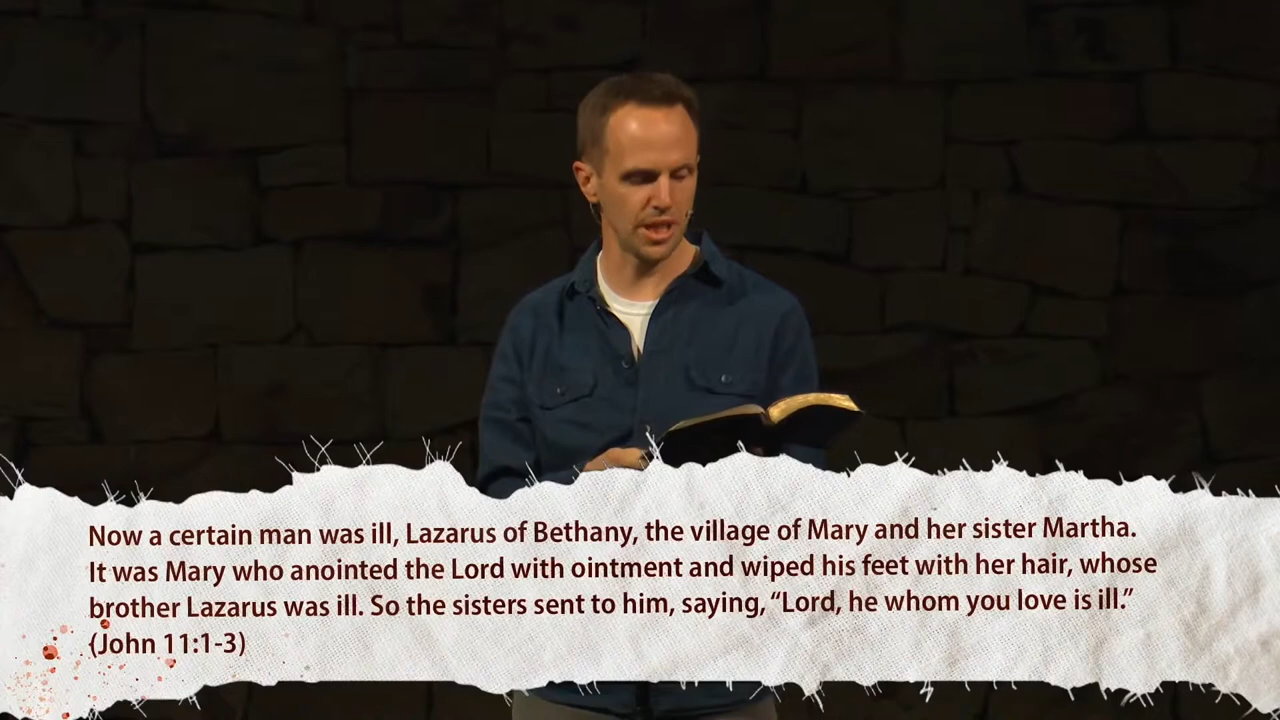 Now a certain man was ill, Lazarus of Bethany, the village of Mary and her sister Martha.
It was Mary who anointed the Lord with ointment and wiped his feet with her hair, whose
brother Lazarus was ill. So the sisters sent to him, saying, “Lord, he whom you love is ill.”
(John 11:1-3)